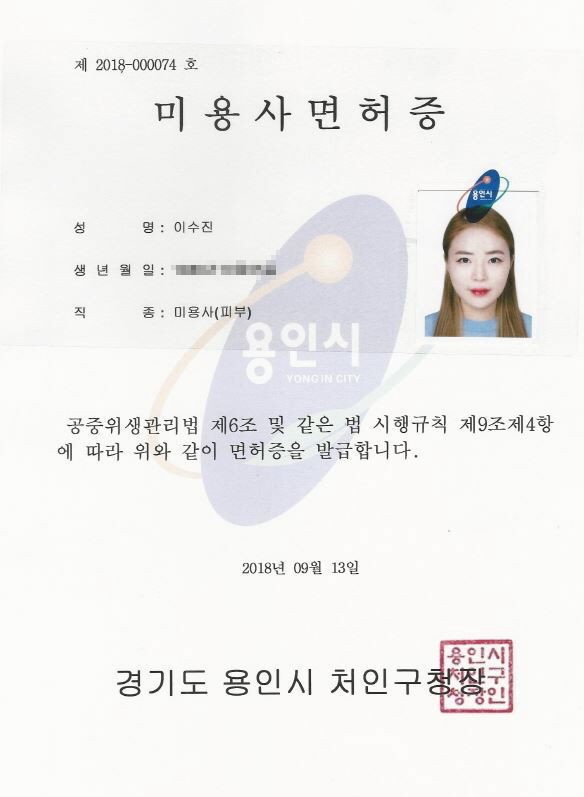 제 2018-000074 호
미용사면허증
용인시
성 명 : 이수진
생 년 월 일 :
직 종 : 미용사(피부)
용인시
YONGIN CITY
공중위생관리법 제6조 및 같은 법 시행규칙 제9조제4항
에 따라 위와 같이 면허증을 발급합니다.
2018년 09월 13일
경기도 용인시 처인구청장
용인시
처인구
청장인